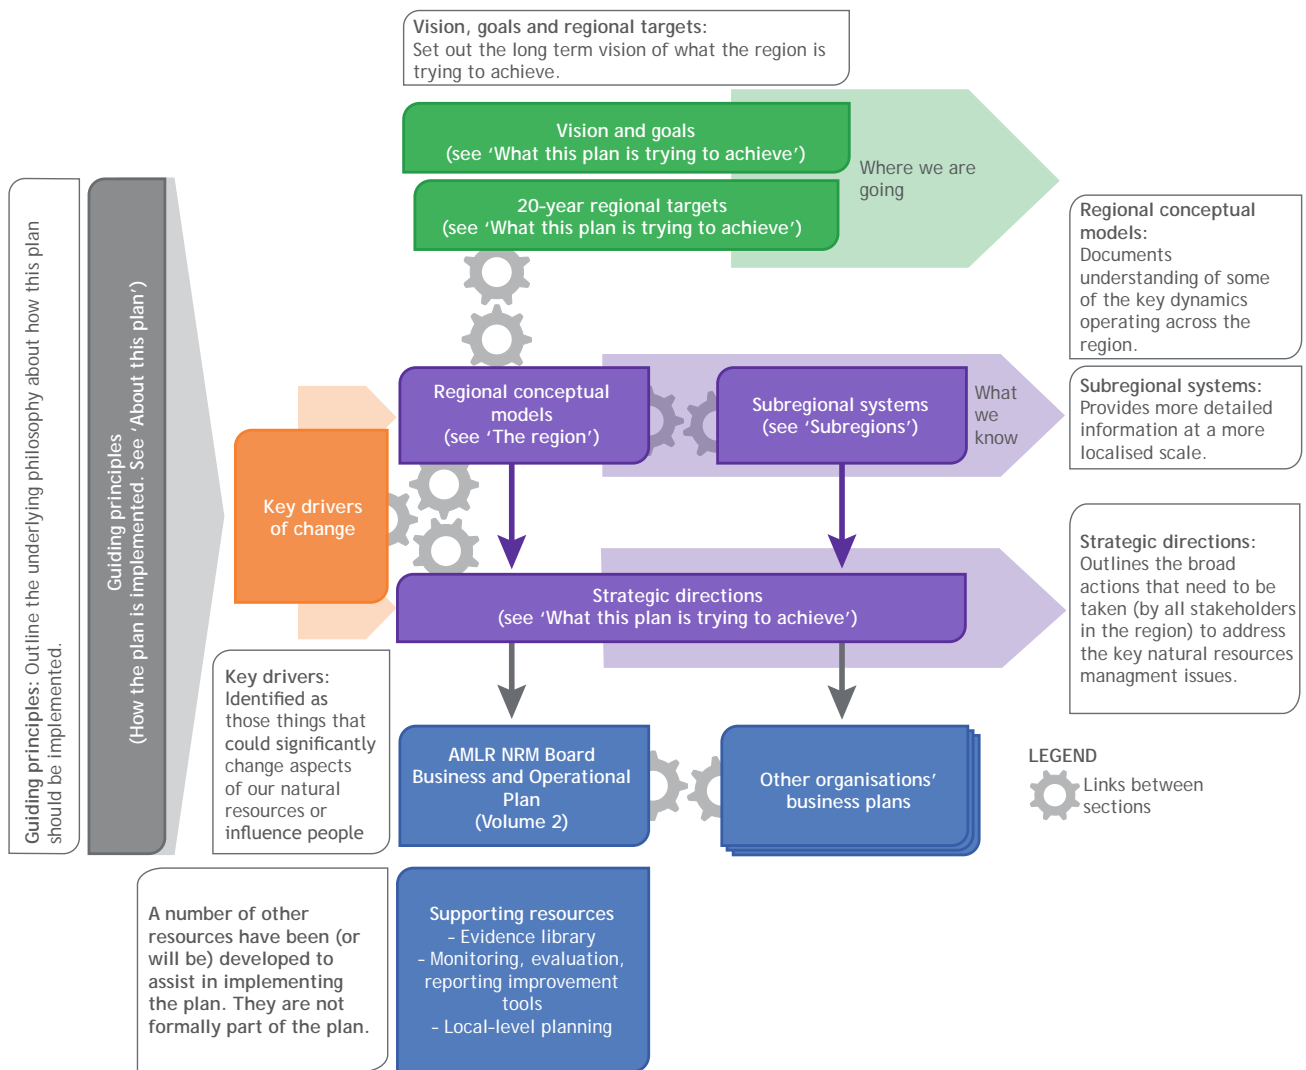 Vision, goals and regional targets:
Set out the long term vision of what the region is
trying to achieve.
Vision and goals
(see ‘What this plan is trying to achieve’)
20-year regional targets
(see ‘What this plan is trying to achieve’)
Where we are
going
Guiding principles: Outline the underlying philosophy about how this plan
should be implemented.
Guiding principles
(How the plan is implemented. See ‘About this plan’)
Regional conceptual
models:
Documents
understanding of some
of the key dynamics
operating across the
region.
Key drivers
of change
Regional conceptual
models
(see ‘The region’)
Subregional systems
(see ‘Subregions’)
What
we
know
Subregional systems:
Provides more detailed
information at a more
localised scale.
Strategic directions
(see ‘What this plan is trying to achieve’)
Strategic directions:
Outlines the broad
actions that need to be
taken (by all stakeholders
in the region) to address
the key natural resources
managment issues.
Key drivers:
Identified as
those things that
could significantly
change aspects
of our natural
resources or
influence people
AMLR NRM Board
Business and Operational
Plan
(Volume 2)
Other organisations’
business plans
LEGEND
Links between
sections
A number of other
resources have been (or
will be) developed to
assist in implementing
the plan. They are not
formally part of the plan.
Supporting resources
– Evidence library
– Monitoring, evaluation,
reporting improvement
tools
– Local-level planning